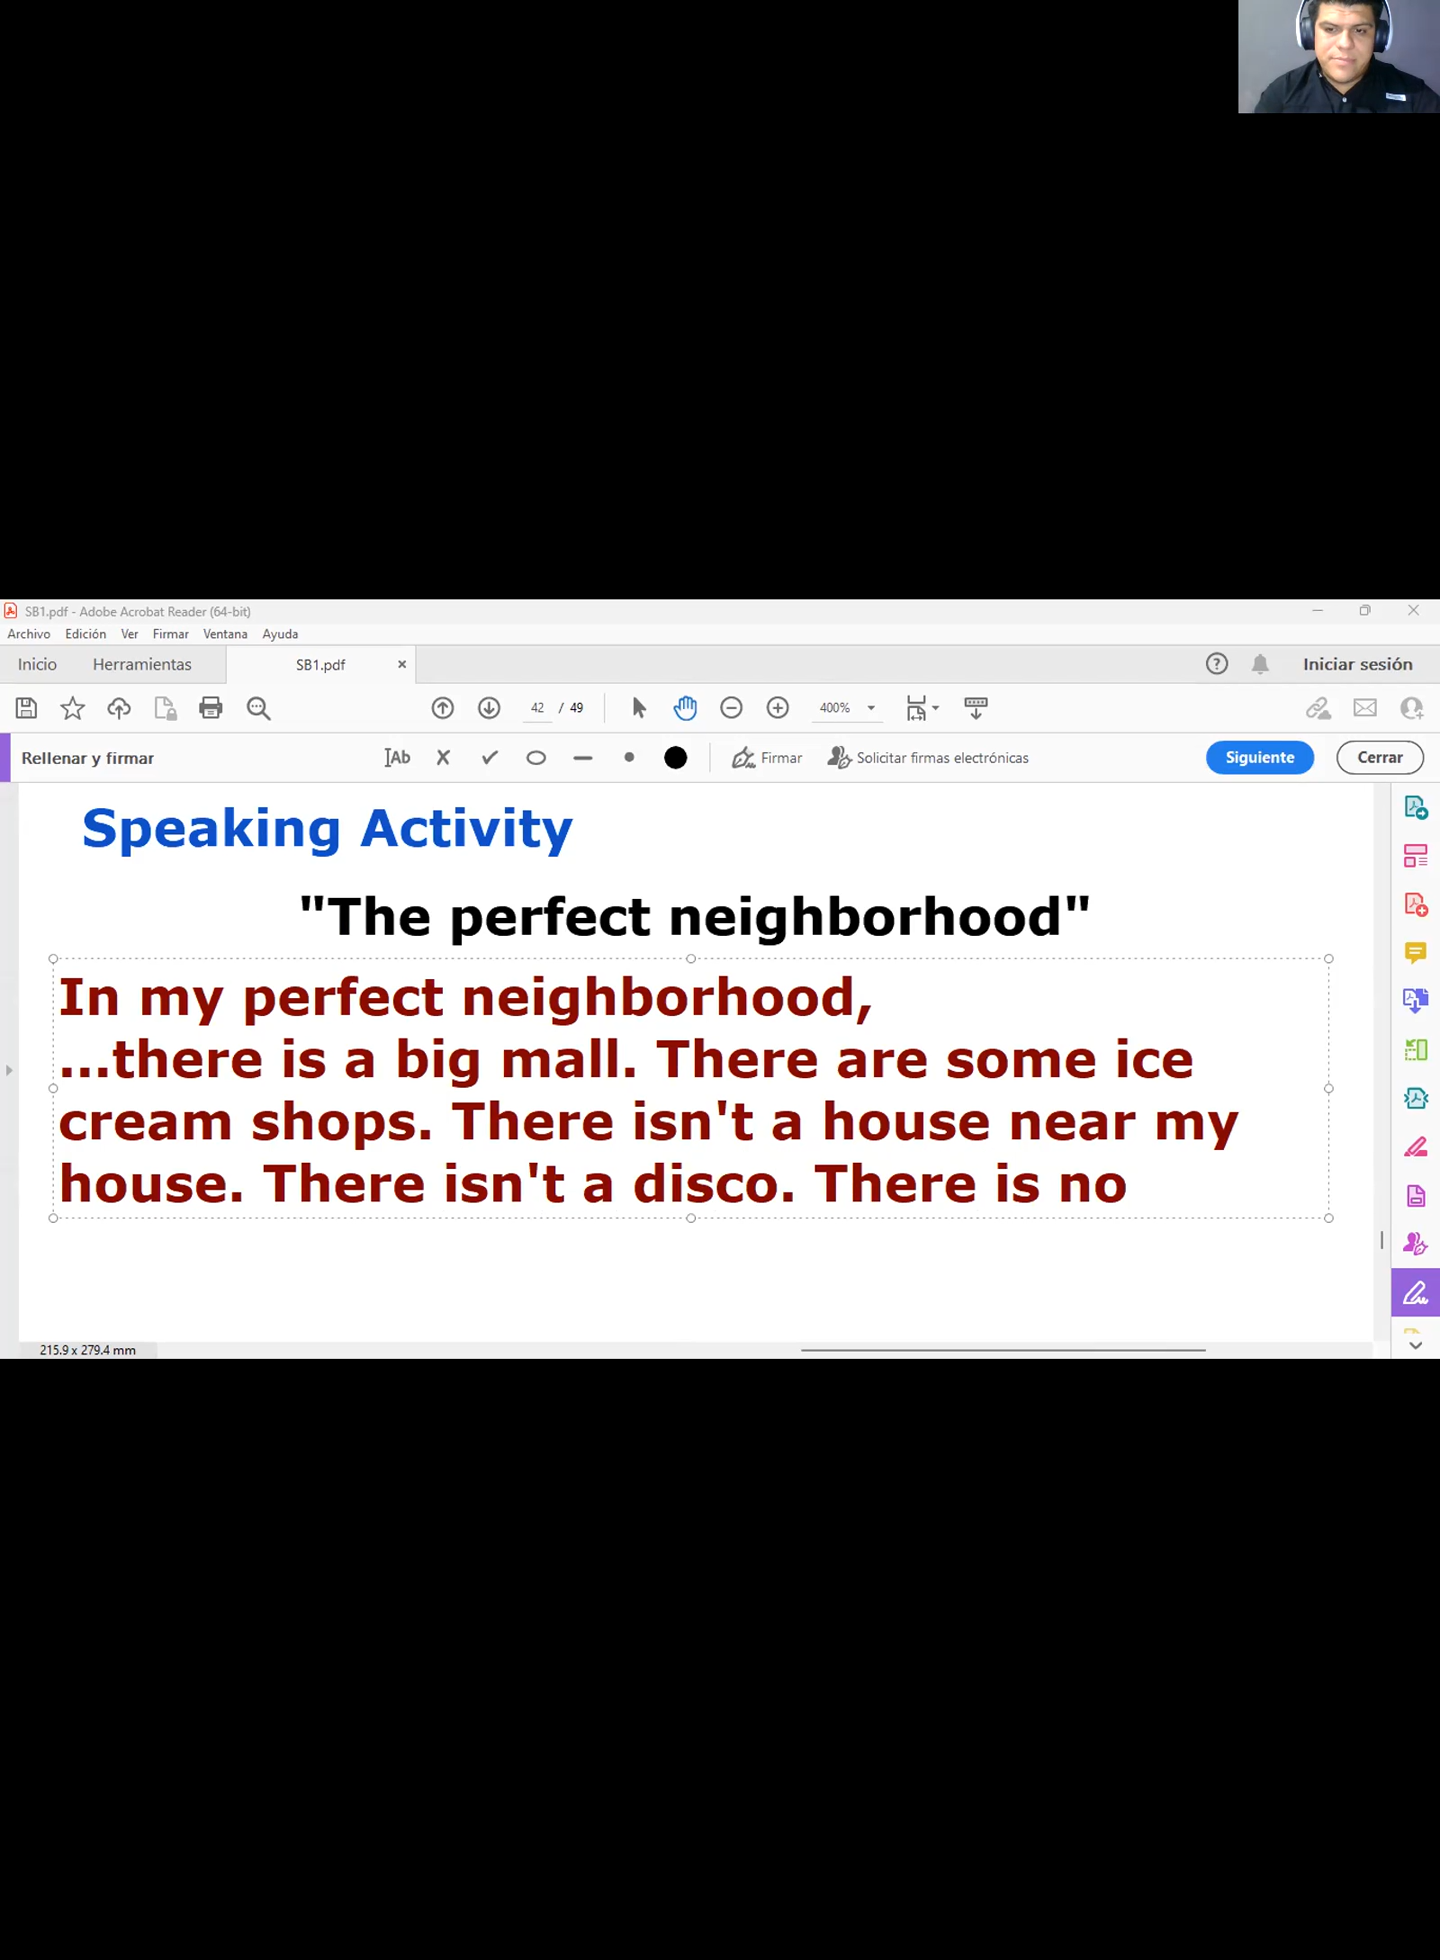 SB1.pdf - Adobe Acrobat Reader (64-bit)
Archivo Edición Ver Firmar Ventana Ayuda
Inicio Herramientas SB1.pdf Iniciar sesión
42 / 49 400%
Rellenar y firmar Ab Firmar Solicitar firmas electrónicas Siguiente Cerrar
Speaking Activity
"The perfect neighborhood"
In my perfect neighborhood,
...there is a big mall. There are some ice
cream shops. There isn't a house near my
house. There isn't a disco. There is no
215.9 x 279.4 mm